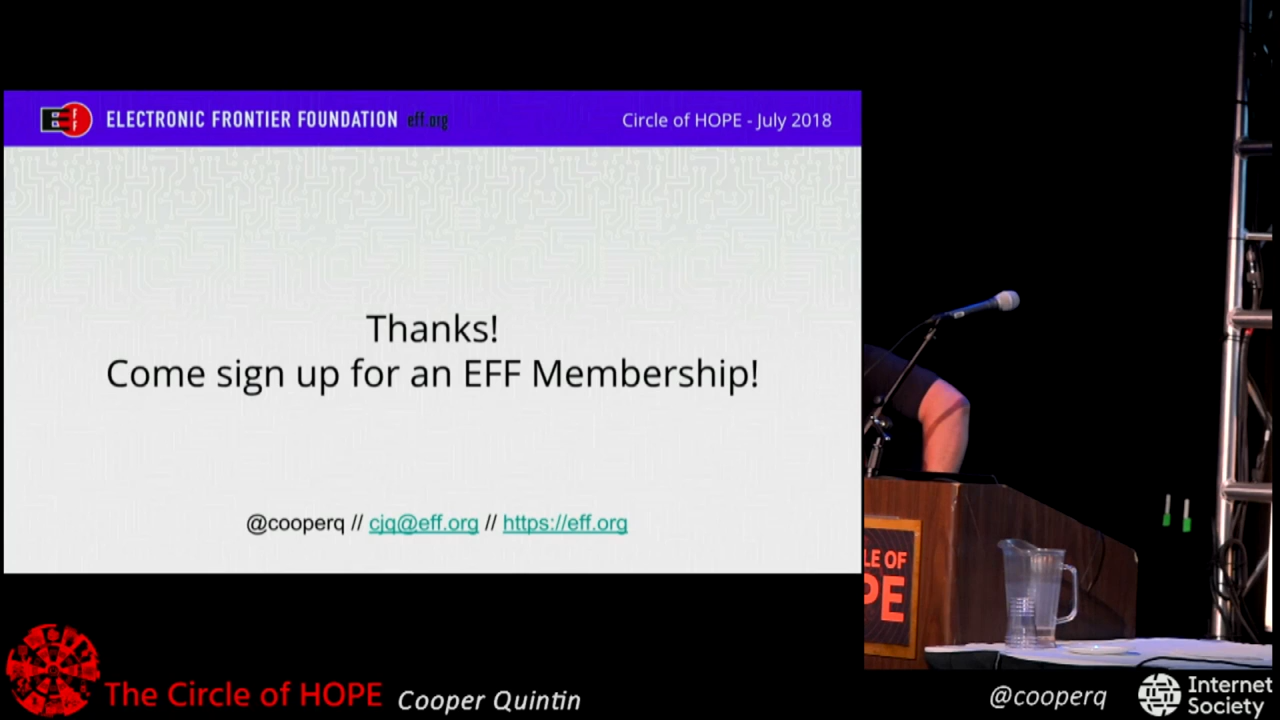 ELECTRONIC FRONTIER FOUNDATION eff.org
Circle of HOPE - July 2018
Thanks!
Come sign up for an EFF Membership!
@cooperq // cjq@eff.org // https://eff.org
LE OF
PE
The Circle of HOPE
Cooper Quintin
@cooperq
Internet
Society